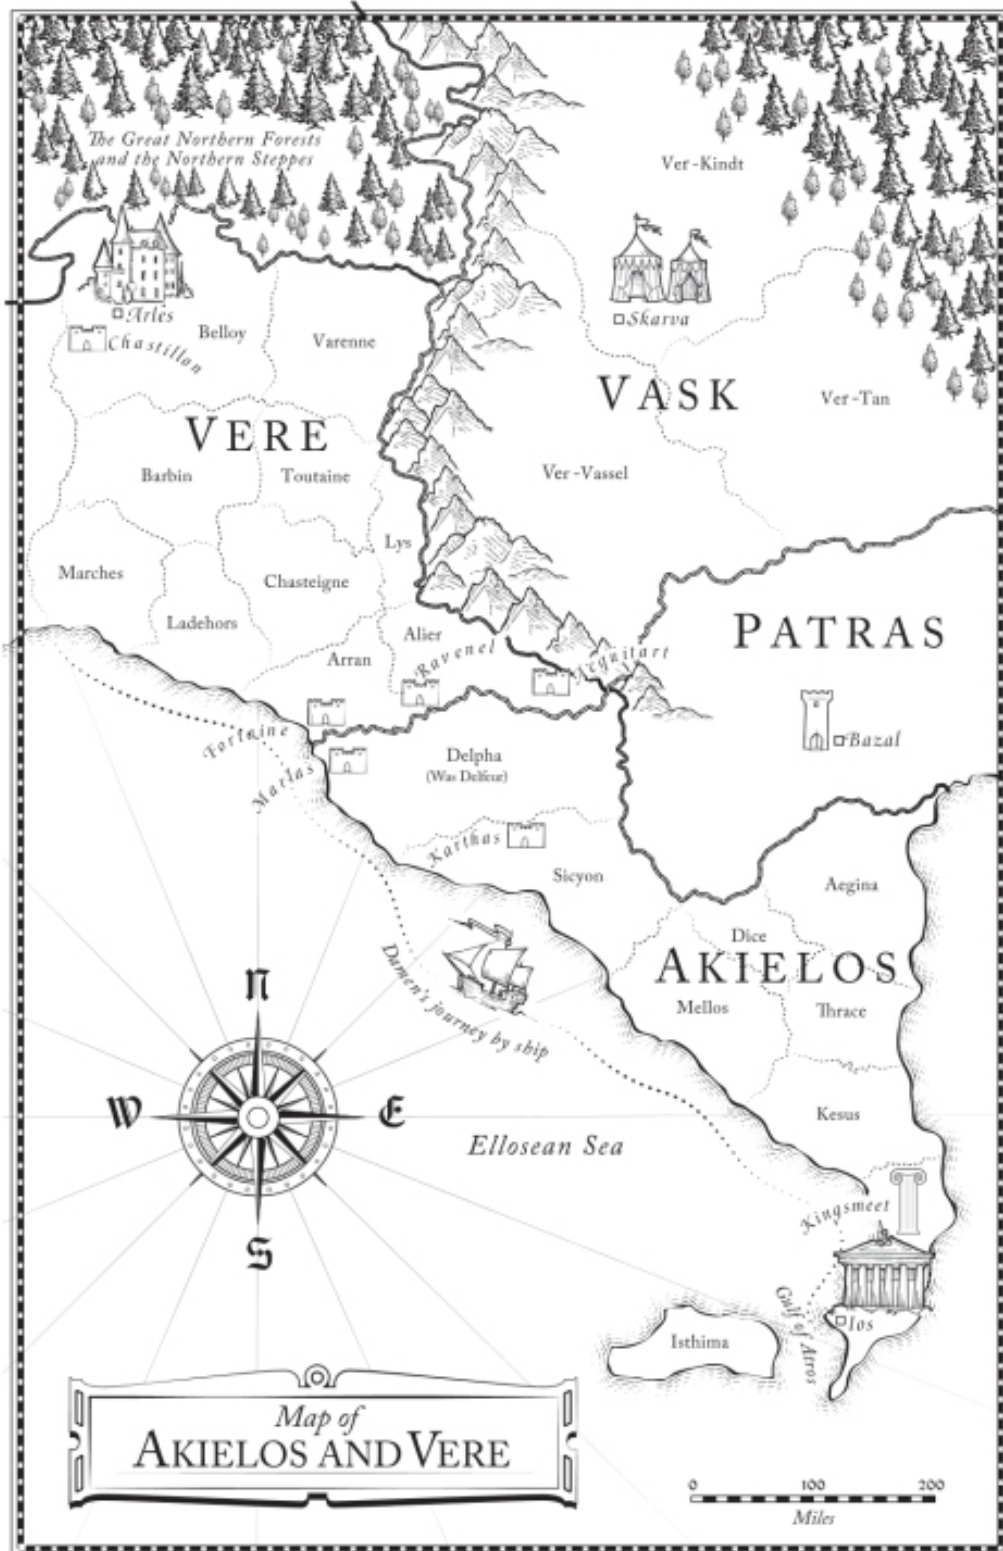 The Great Northern Forests
and the Northern Steppes
Ver-Kindt
Arles
Chastillon
Belloy
Varenne
Skarva
VASK
Ver-Tan
VERE
Barbin
Toutaine
Ver-Vassel
Lys
Marches
Chasteigne
Ladehors
PATRAS
Alier
Arran
Ravenel
Acquitart
Fortaine
Marlas
Bazal
Delpha
(Was Delfeur)
Karthas
Sicyon
Aegina
Dice
AKIELOS
Mellos
Thrace
Damen's journey by ship
N
W
E
S
Kesus
Ellosean Sea
Kingsmeet
Gulf of Atros
Ios
Isthima
Map of
AKIELOS AND VERE
0 100 200
Miles